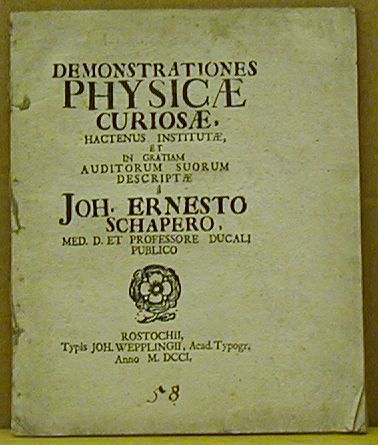 DEMONSTRATIONES
PHYSICÆ
CURIOSÆ,
HACTENUS INSTITUTÆ,
ET
IN GRATIAM
AUDITORUM SUORUM
DESCRIPTÆ
á
JOH. ERNESTO
SCHAPERO,
MED. D. ET PROFESSORE DUCALI
PUBLICO
ROSTOCHII,
Typis JOH. WEPPLINGII, Acad. Typogr.
Anno M. DCCI.
58